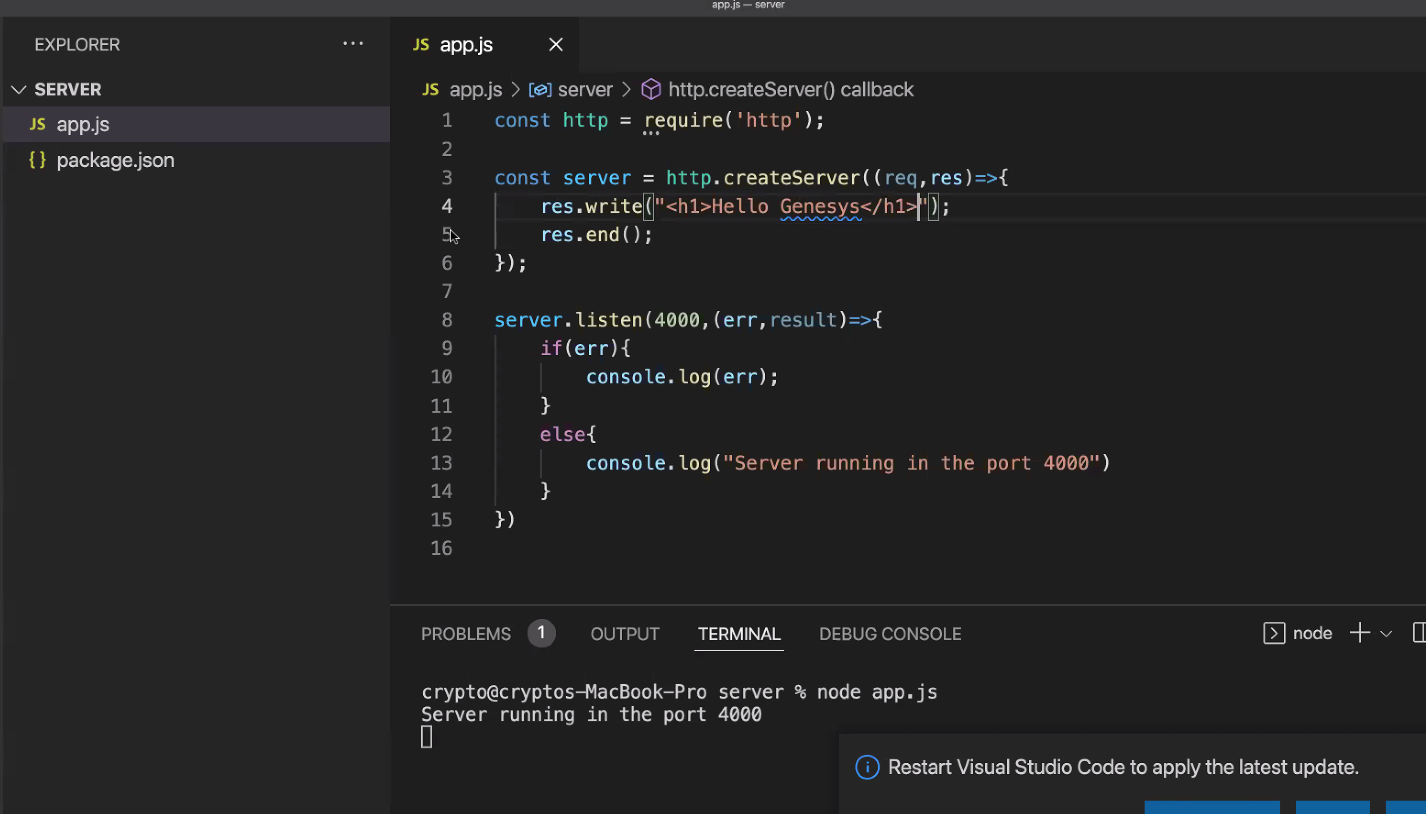 app.js — server
EXPLORER
SERVER
JS app.js
{} package.json
JS app.js
JS app.js > server > http.createServer() callback
1 const http = require('http');
2
3 const server = http.createServer((req,res)=>{
4 res.write("<h1>Hello Genesys</h1>");
5 res.end();
6 });
7
8 server.listen(4000,(err,result)=>{
9 if(err){
10 console.log(err);
11 }
12 else{
13 console.log("Server running in the port 4000")
14 }
15 })
16
PROBLEMS 1 OUTPUT TERMINAL DEBUG CONSOLE node
crypto@cryptos-MacBook-Pro server % node app.js
Server running in the port 4000
Restart Visual Studio Code to apply the latest update.